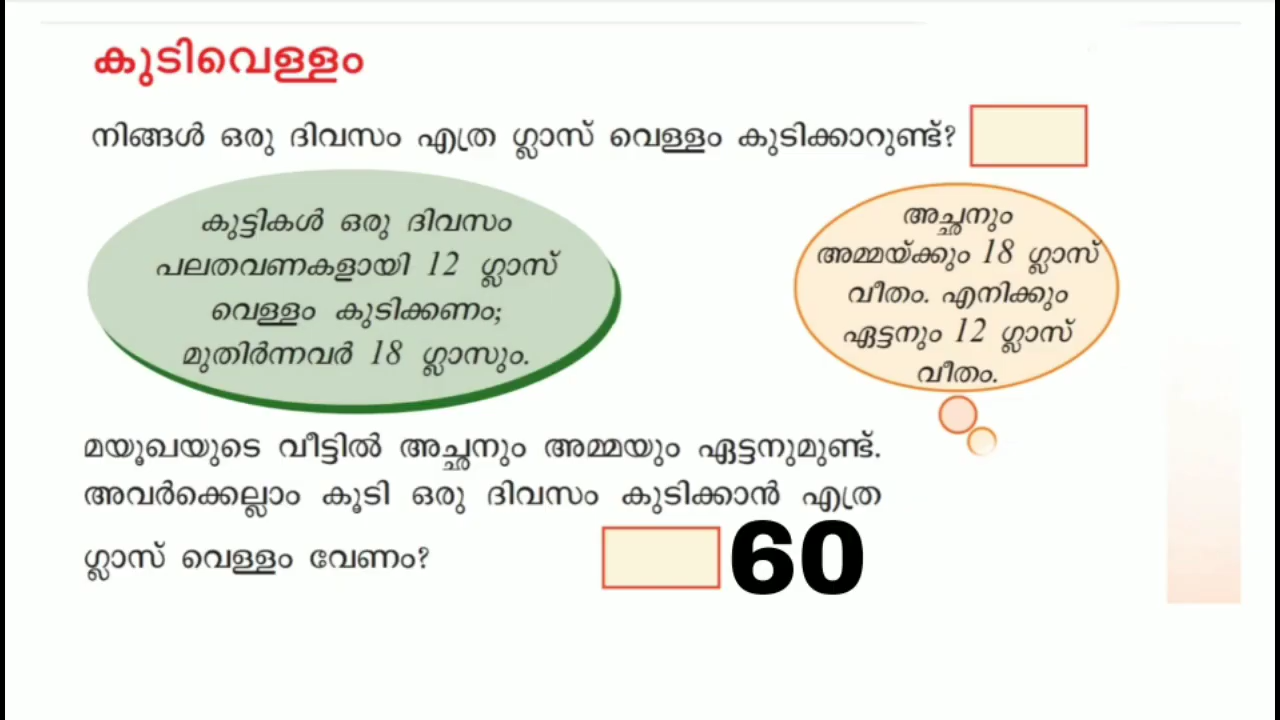 കുടിവെള്ളം
നിങ്ങൾ ഒരു ദിവസം എത്ര ഗ്ലാസ് വെള്ളം കുടിക്കാറുണ്ട്?
കുട്ടികൾ ഒരു ദിവസം
പലതവണകളായി 12 ഗ്ലാസ്
വെള്ളം കുടിക്കണം;
മുതിർന്നവർ 18 ഗ്ലാസും.
അച്ഛനും
അമ്മയ്ക്കും 18 ഗ്ലാസ്
വീതം. എനിക്കും
ഏട്ടനും 12 ഗ്ലാസ്
വീതം.
മയൂഖയുടെ വീട്ടിൽ അച്ഛനും അമ്മയും ഏട്ടനുമുണ്ട്.
അവർക്കെല്ലാം കൂടി ഒരു ദിവസം കുടിക്കാൻ എത്ര
ഗ്ലാസ് വെള്ളം വേണം? 60